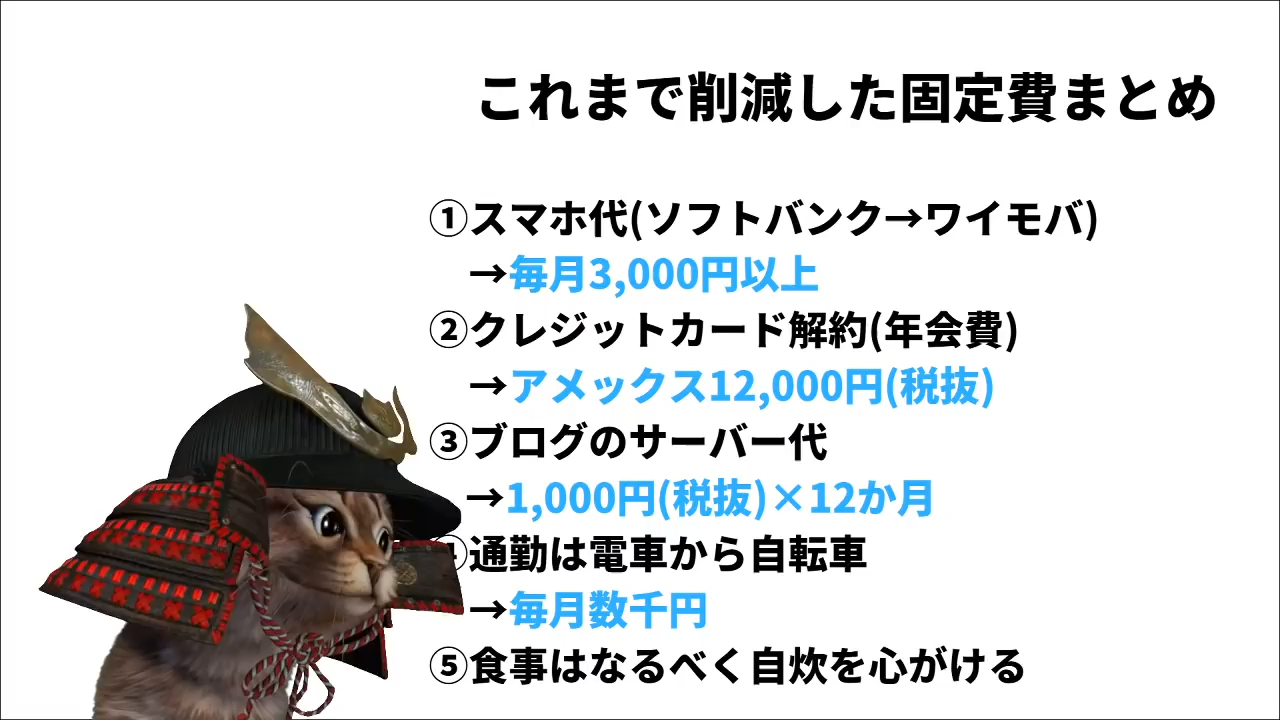 これまで削減した固定費まとめ
①スマホ代(ソフトバンク→ワイモバ)
→毎月3,000円以上
②クレジットカード解約(年会費)
→アメックス12,000円(税抜)
③ブログのサーバー代
→1,000円(税抜)×12か月
④通勤は電車から自転車
→毎月数千円
⑤食事はなるべく自炊を心がける